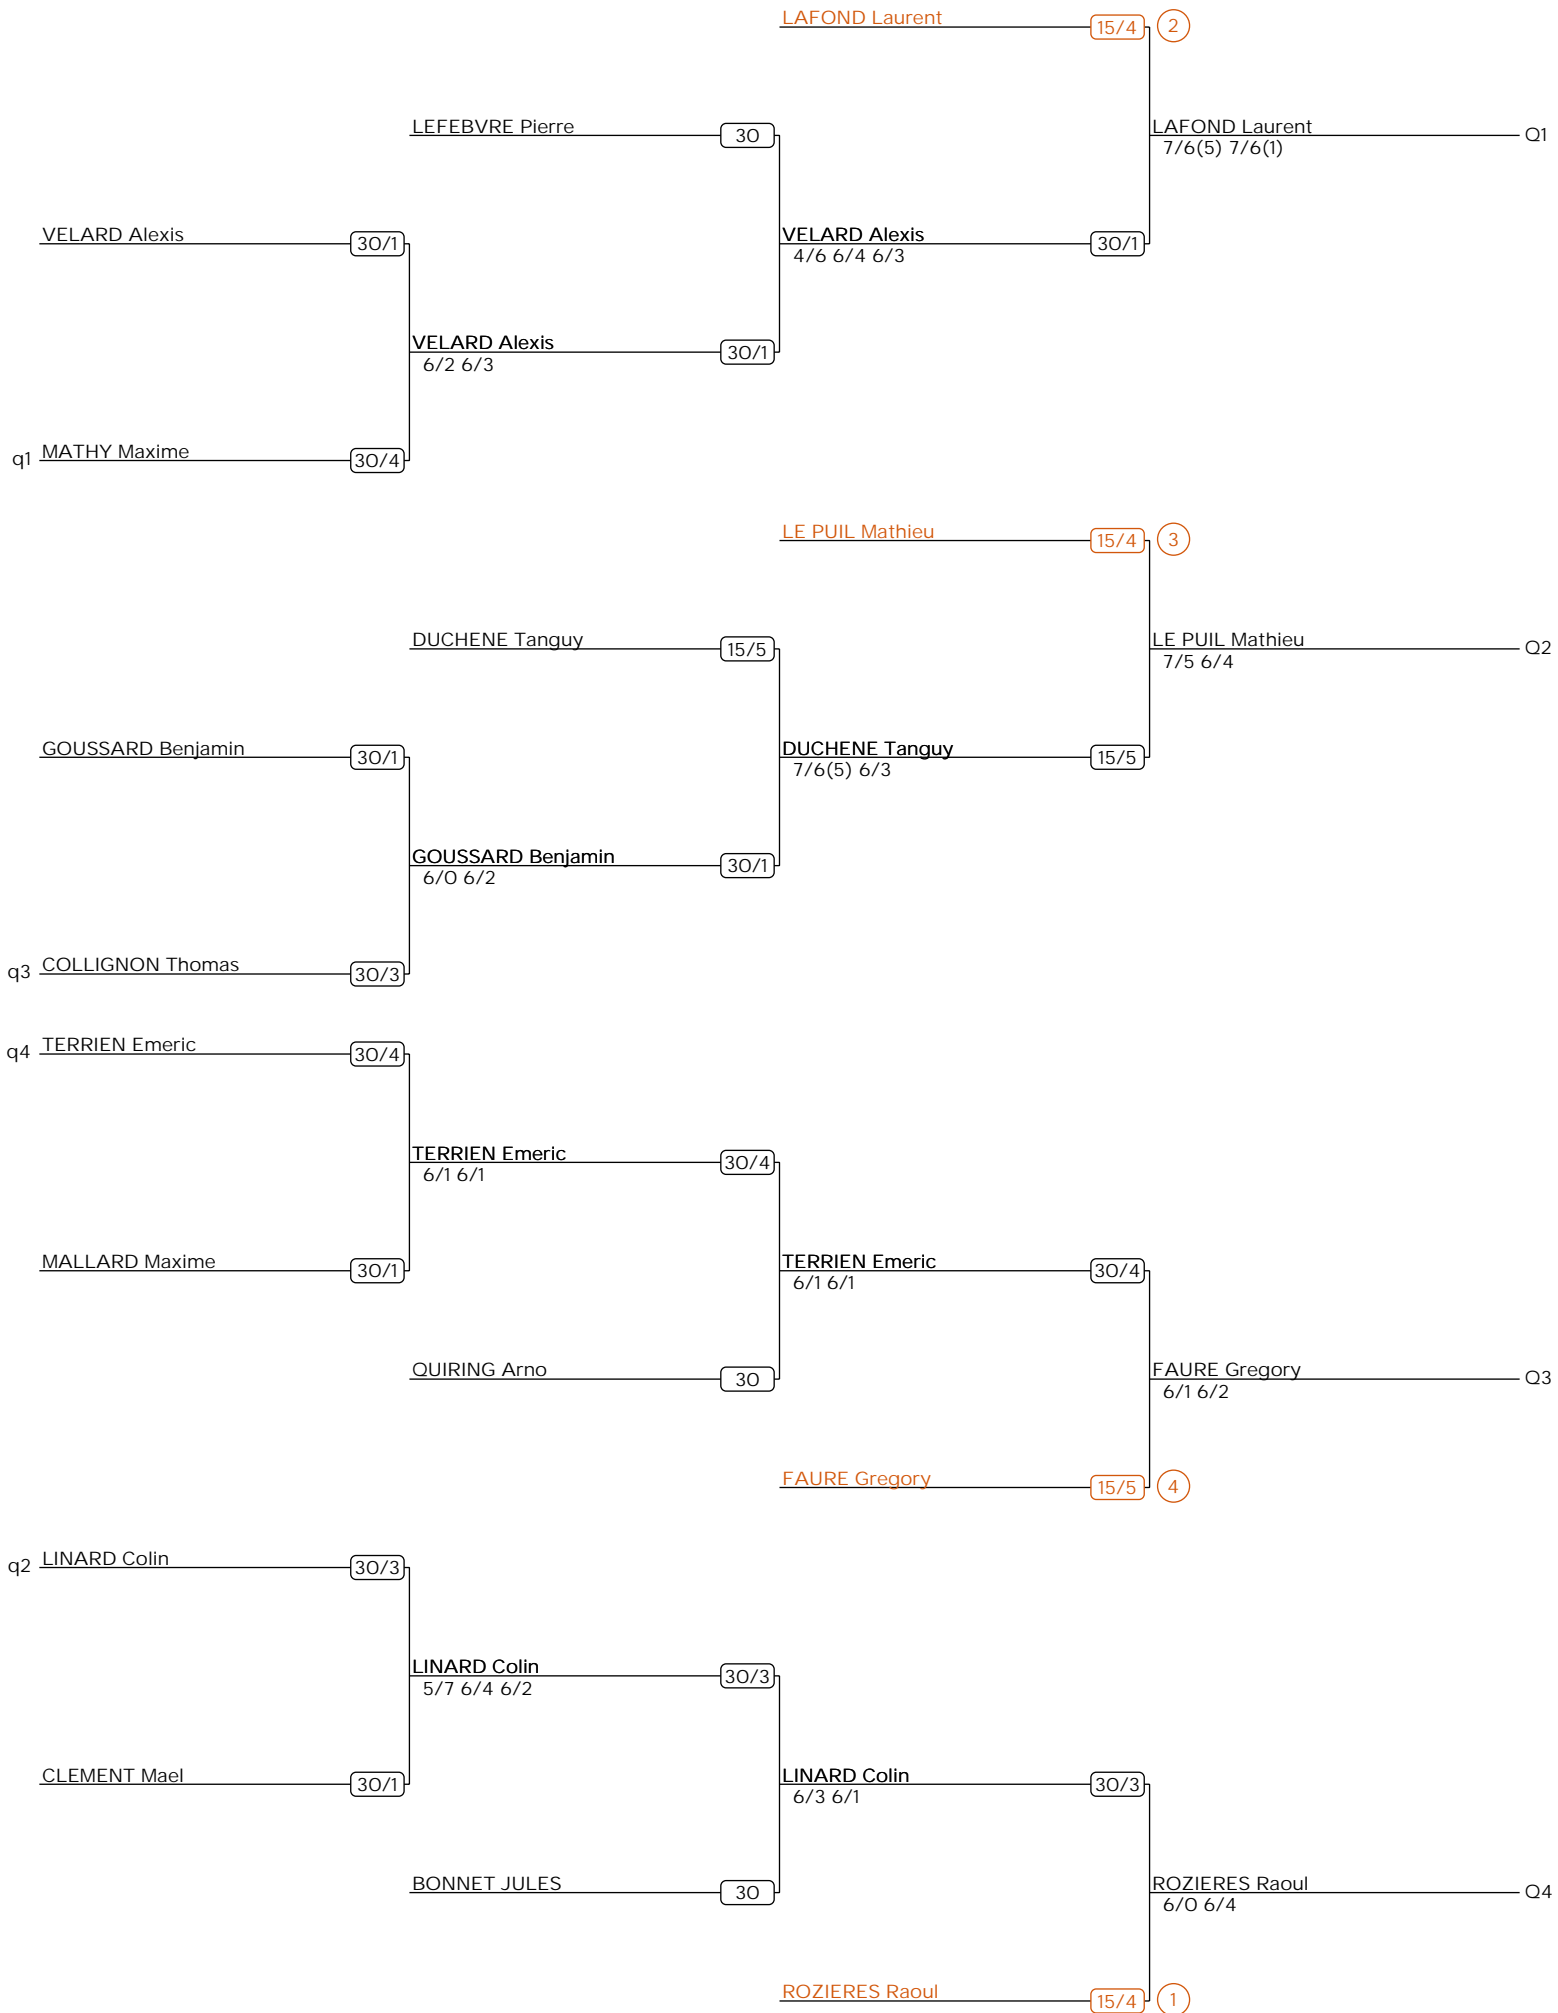 LAFOND Laurent 15/4 2
LEFEBVRE Pierre 30 LAFOND Laurent Q1
7/6(5) 7/6(1)
VELARD Alexis 30/1 VELARD Alexis 30/1
4/6 6/4 6/3
VELARD Alexis 30/1
6/2 6/3
q1 MATHY Maxime 30/4
LE PUIL Mathieu 15/4 3
DUCHENE Tanguy 15/5 LE PUIL Mathieu Q2
7/5 6/4
GOUSSARD Benjamin 30/1 DUCHENE Tanguy 15/5
7/6(5) 6/3
GOUSSARD Benjamin 30/1
6/0 6/2
q3 COLLIGNON Thomas 30/3
q4 TERRIEN Emeric 30/4
TERRIEN Emeric 30/4
6/1 6/1
MALLARD Maxime 30/1 TERRIEN Emeric 30/4
6/1 6/1
QUIRING Arno 30 FAURE Gregory Q3
6/1 6/2
FAURE Gregory 15/5 4
q2 LINARD Colin 30/3
LINARD Colin 30/3
5/7 6/4 6/2
CLEMENT Mael 30/1 LINARD Colin 30/3
6/3 6/1
BONNET JULES 30 ROZIERES Raoul Q4
6/0 6/4
ROZIERES Raoul 15/4 1